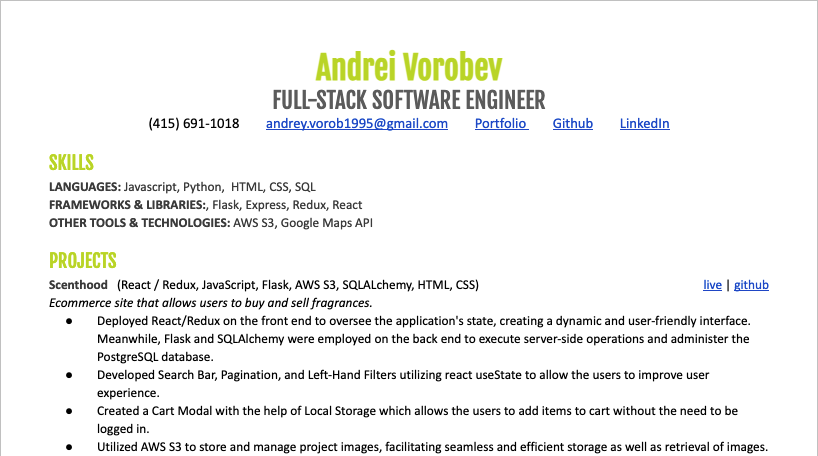 Andrei Vorobev
FULL-STACK SOFTWARE ENGINEER
(415) 691-1018 andrey.vorob1995@gmail.com Portfolio Github LinkedIn
SKILLS
LANGUAGES: Javascript, Python, HTML, CSS, SQL
FRAMEWORKS & LIBRARIES:, Flask, Express, Redux, React
OTHER TOOLS & TECHNOLOGIES: AWS S3, Google Maps API
PROJECTS
Scenthood (React / Redux, JavaScript, Flask, AWS S3, SQLALchemy, HTML, CSS) live | github
Ecommerce site that allows users to buy and sell fragrances.
● Deployed React/Redux on the front end to oversee the application's state, creating a dynamic and user-friendly interface.
Meanwhile, Flask and SQLAlchemy were employed on the back end to execute server-side operations and administer the
PostgreSQL database.
● Developed Search Bar, Pagination, and Left-Hand Filters utilizing react useState to allow the users to improve user
experience.
● Created a Cart Modal with the help of Local Storage which allows the users to add items to cart without the need to be
logged in.
● Utilized AWS S3 to store and manage project images, facilitating seamless and efficient storage as well as retrieval of images.